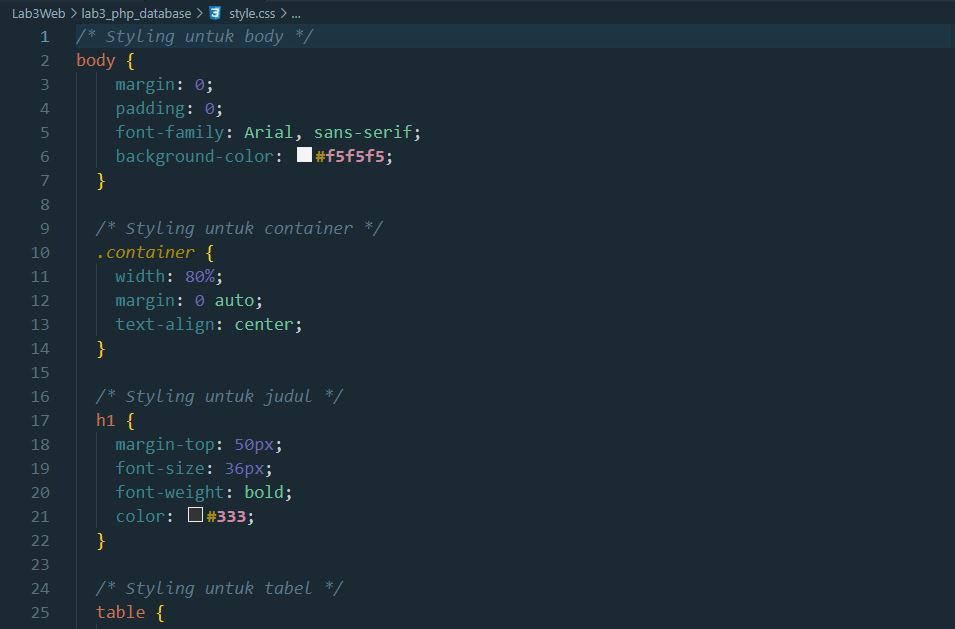 Lab3Web > lab3_php_database > style.css > ...
1 /* Styling untuk body */
2 body {
3 margin: 0;
4 padding: 0;
5 font-family: Arial, sans-serif;
6 background-color: #f5f5f5;
7 }
8
9 /* Styling untuk container */
10 .container {
11 width: 80%;
12 margin: 0 auto;
13 text-align: center;
14 }
15
16 /* Styling untuk judul */
17 h1 {
18 margin-top: 50px;
19 font-size: 36px;
20 font-weight: bold;
21 color: #333;
22 }
23
24 /* Styling untuk tabel */
25 table {